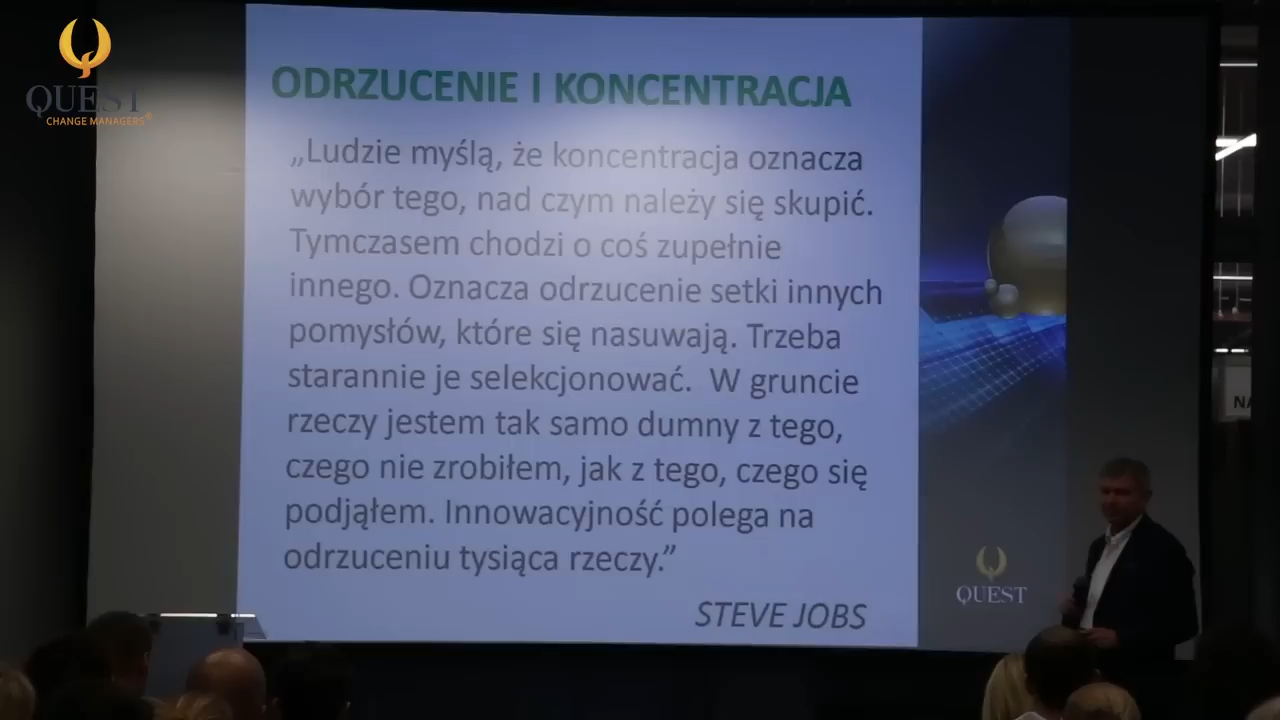 QUEST
CHANGE MANAGERS®
ODRZUCENIE I KONCENTRACJA
„Ludzie myślą, że koncentracja oznacza
wybór tego, nad czym należy się skupić.
Tymczasem chodzi o coś zupełnie
innego. Oznacza odrzucenie setki innych
pomysłów, które się nasuwają. Trzeba
starannie je selekcjonować.  W gruncie
rzeczy jestem tak samo dumny z tego,
czego nie zrobiłem, jak z tego, czego się
podjąłem. Innowacyjność polega na
odrzuceniu tysiąca rzeczy.”
STEVE JOBS
QUEST